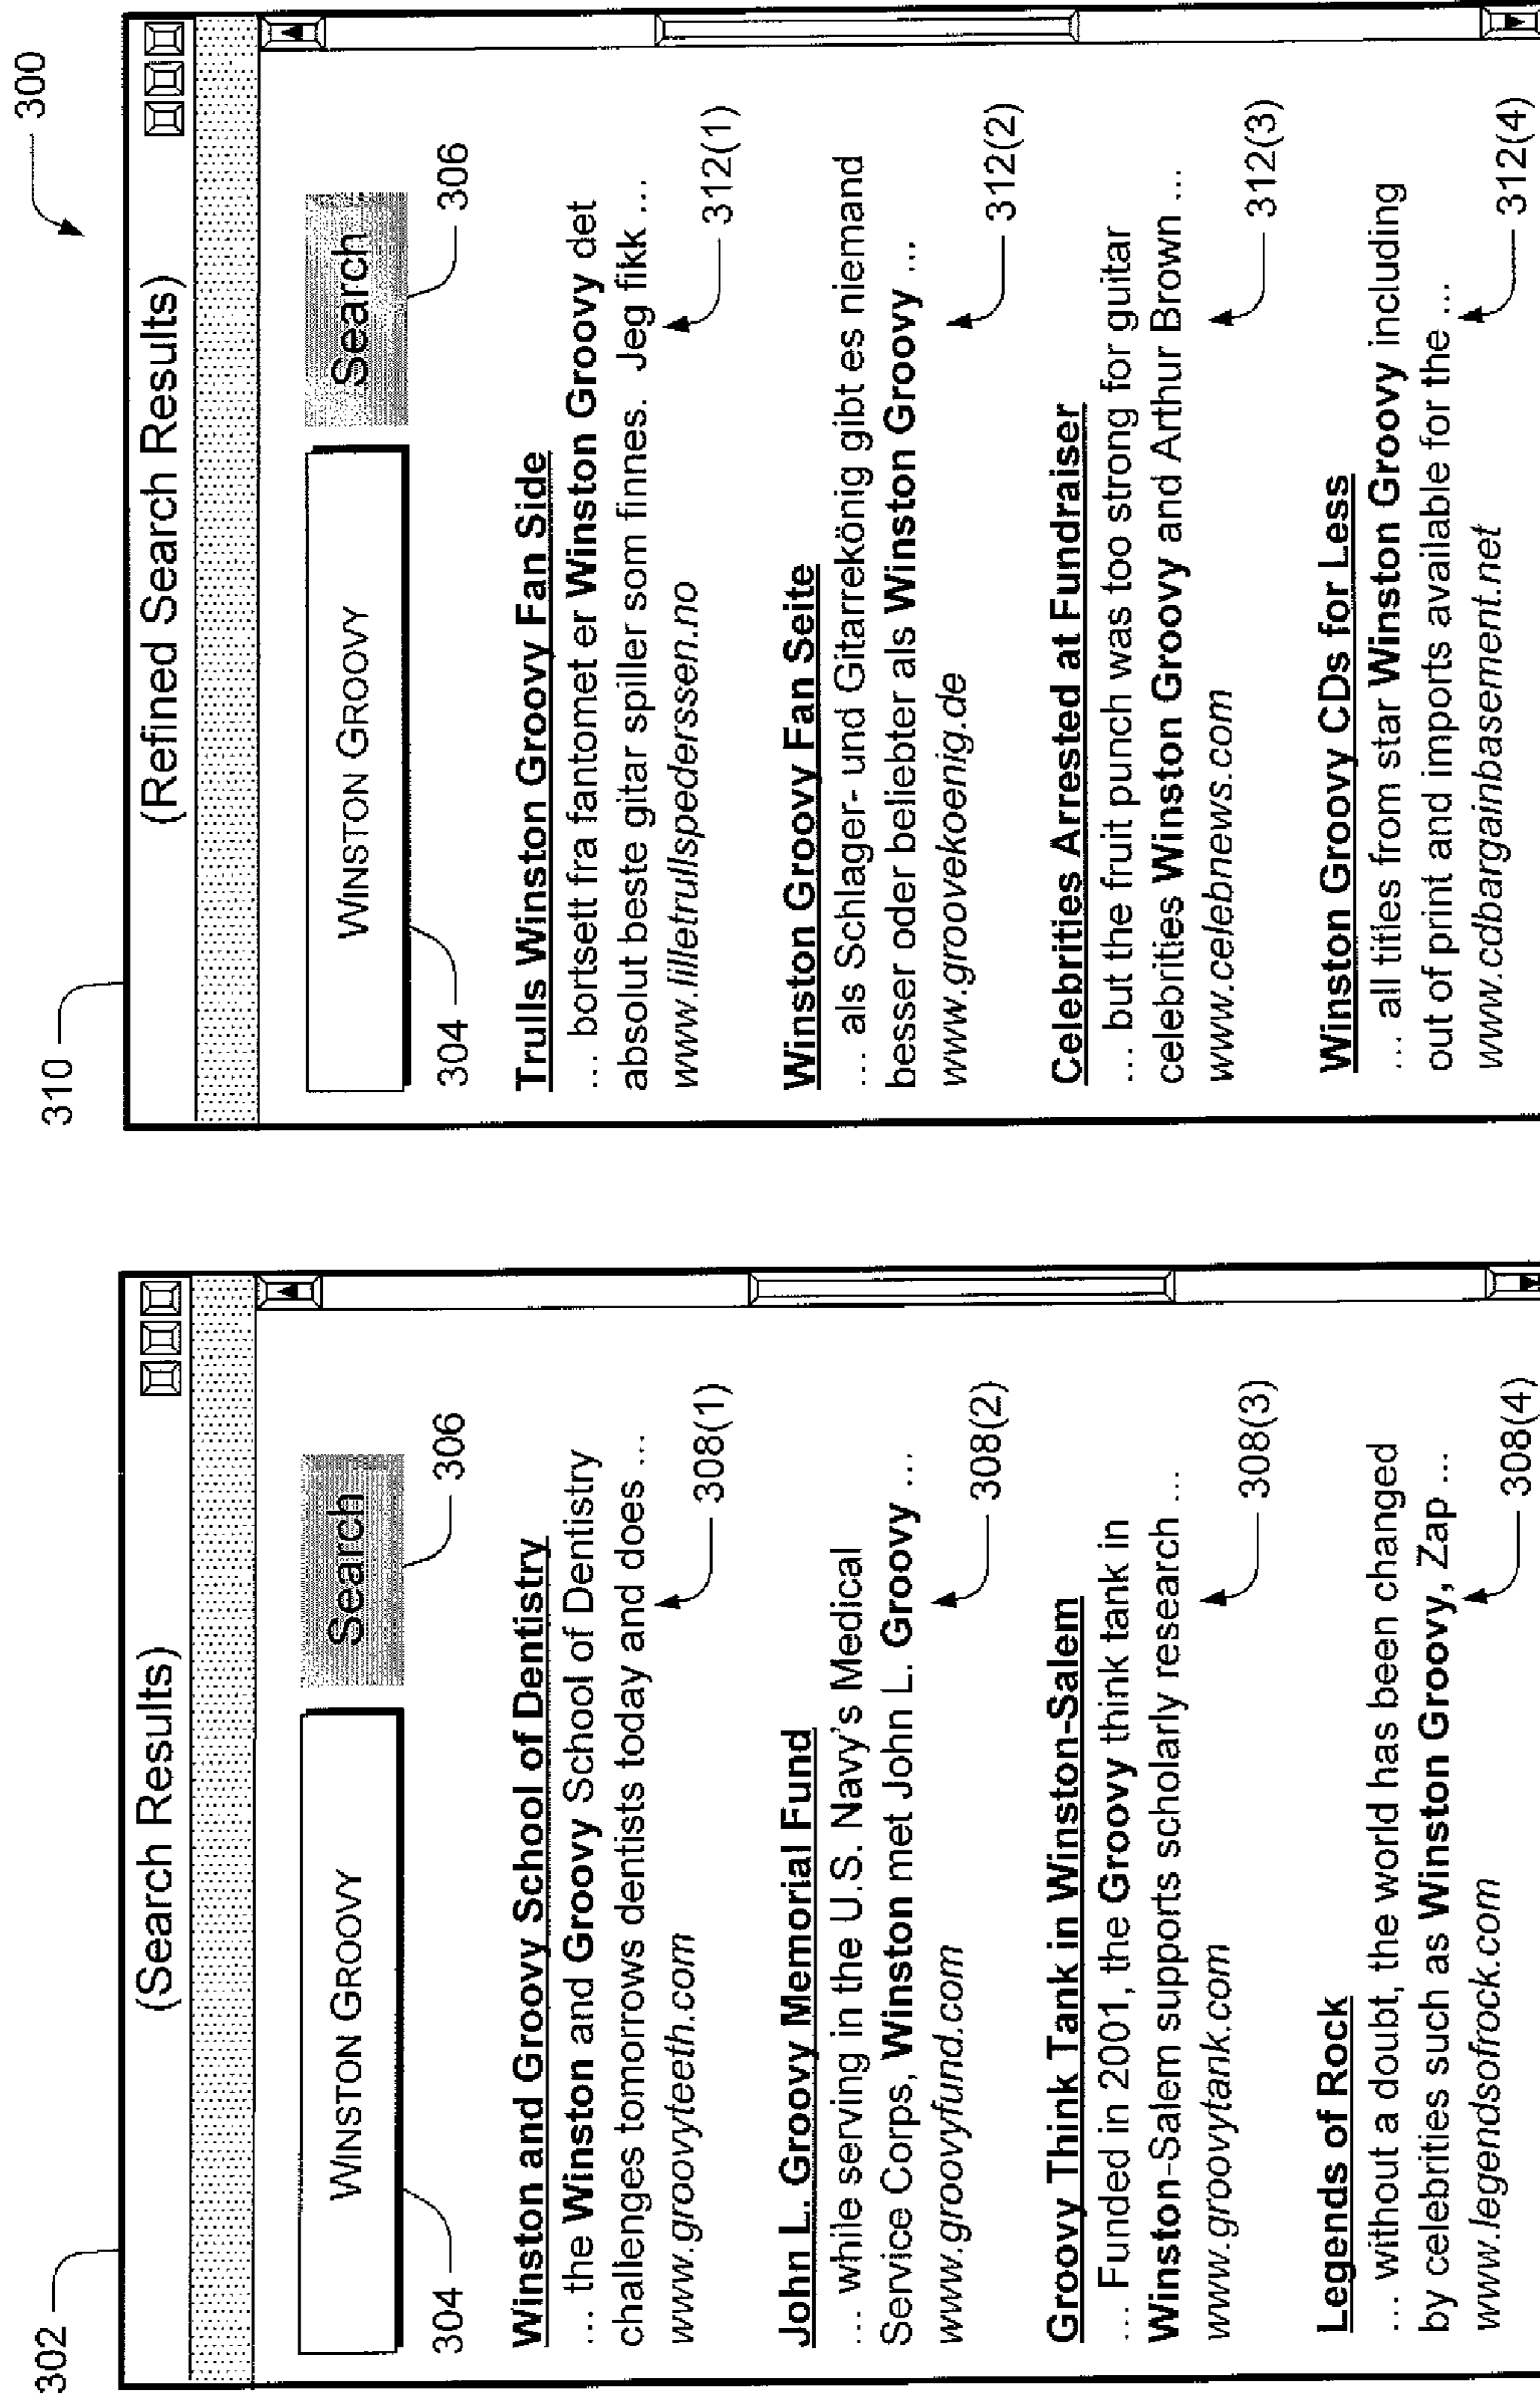 300
302
(Search Results)
WINSTON GROOVY
Search
304
306
Winston and Groovy School of Dentistry
... the Winston and Groovy School of Dentistry
challenges tomorrows dentists today and does ...
www.groovyteeth.com
308(1)
John L. Groovy Memorial Fund
... while serving in the U.S. Navy's Medical
Service Corps, Winston met John L. Groovy ...
www.groovyfund.com
308(2)
Groovy Think Tank in Winston-Salem
... Funded in 2001, the Groovy think tank in
Winston-Salem supports scholarly research ...
www.groovytank.com
308(3)
Legends of Rock
... without a doubt, the world has been changed
by celebrities such as Winston Groovy, Zap ...
www.legendsofrock.com
308(4)
310
(Refined Search Results)
WINSTON GROOVY
Search
304
306
Trulls Winston Groovy Fan Side
... bortsett fra fantomet er Winston Groovy det
absolut beste gitar spiller som finnes. Jeg fikk ...
www.lilletrullspederssen.no
312(1)
Winston Groovy Fan Seite
... als Schlager- und Gitarrekönig gibt es niemand
besser oder beliebter als Winston Groovy ...
www.groovekoenig.de
312(2)
Celebrities Arrested at Fundraiser
... but the fruit punch was too strong for guitar
celebrities Winston Groovy and Arthur Brown ...
www.celebnews.com
312(3)
Winston Groovy CDs for Less
... all titles from star Winston Groovy including
out of print and imports available for the ...
www.cdbargainbasement.net
312(4)